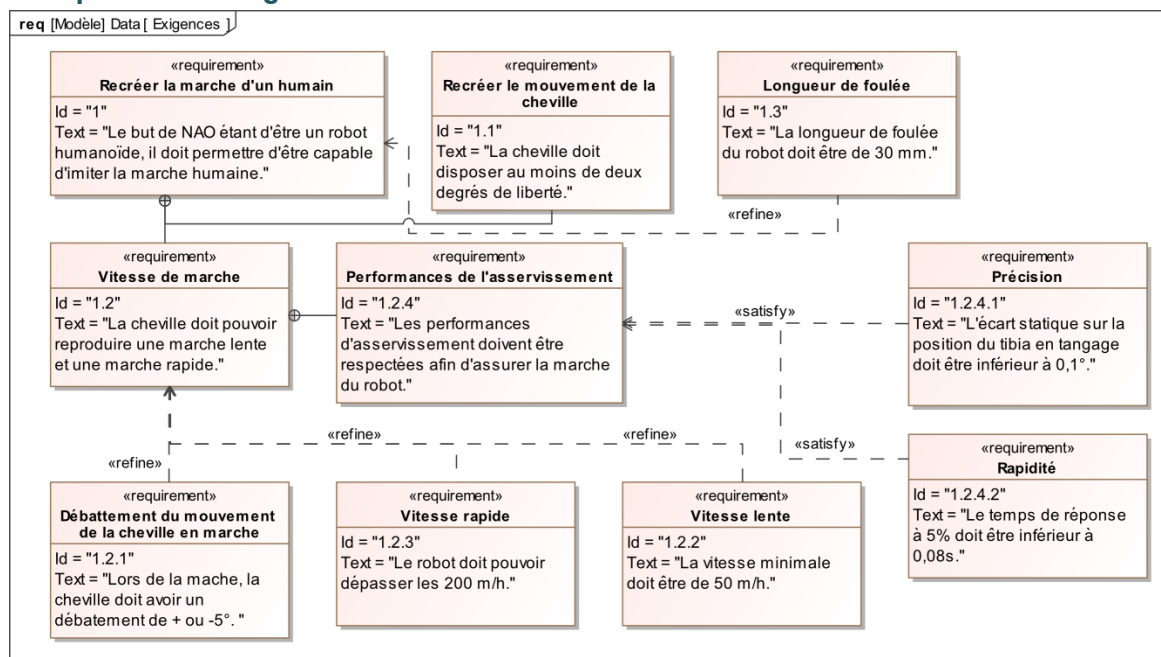 req [Modèle] Data [ Exigences ]
«requirement»
Recréer la marche d'un humain
Id = "1"
Text = "Le but de NAO étant d'être un robot
humanoïde, il doit permettre d'être capable
d'imiter la marche humaine."
«requirement»
Recréer le mouvement de la
cheville
Id = "1.1"
Text = "La cheville doit
disposer au moins de deux
degrés de liberté."
«requirement»
Longueur de foulée
Id = "1.3"
Text = "La longueur de foulée
du robot doit être de 30 mm."
«refine»
«requirement»
Vitesse de marche
Id = "1.2"
Text = "La cheville doit pouvoir
reproduire une marche lente
et une marche rapide."
«requirement»
Performances de l'asservissement
Id = "1.2.4"
Text = "Les performances
d'asservissement doivent être
respectées afin d'assurer la marche
du robot."
«satisfy»
«requirement»
Précision
Id = "1.2.4.1"
Text = "L'écart statique sur la
position du tibia en tangage
doit être inférieur à 0,1°."
«refine»
«refine»
«refine»
«satisfy»
«requirement»
Débattement du mouvement
de la cheville en marche
Id = "1.2.1"
Text = "Lors de la mache, la
cheville doit avoir un
débatement de + ou -5°. "
«requirement»
Vitesse rapide
Id = "1.2.3"
Text = "Le robot doit pouvoir
dépasser les 200 m/h."
«requirement»
Vitesse lente
Id = "1.2.2"
Text = "La vitesse minimale
doit être de 50 m/h."
«requirement»
Rapidité
Id = "1.2.4.2"
Text = "Le temps de réponse
à 5% doit être inférieur à
0,08s."